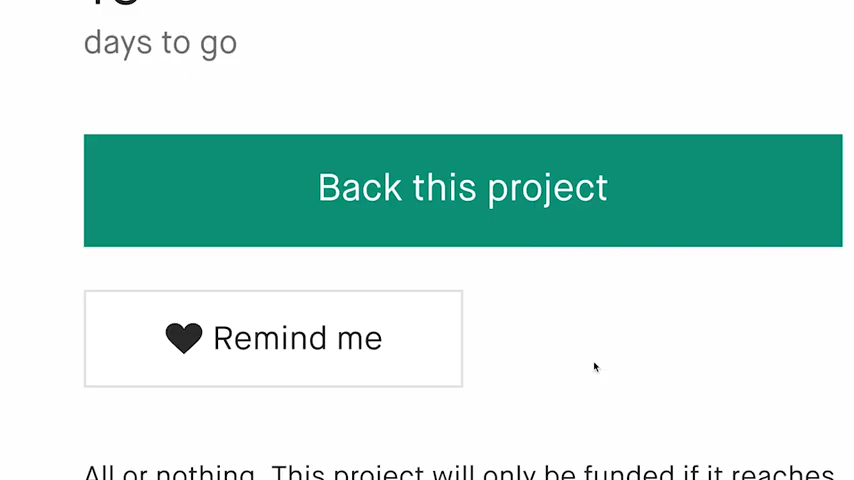 days to go
Back this project
Remind me
All or nothing. This project will only be funded if it reaches